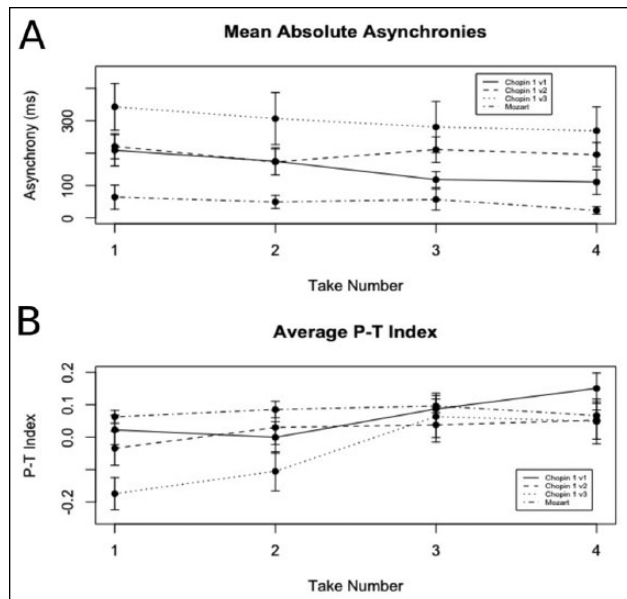 A
Mean Absolute Asynchronies
Chopin 1 v1
Chopin 1 v2
Chopin 1 v3
Mozart
Asynchrony (ms)
300
100
0
1 2 3 4
Take Number
B
Average P-T Index
P-T Index
0.2
0.1
0.0
-0.2
Chopin 1 v1
Chopin 1 v2
Chopin 1 v3
Mozart
1 2 3 4
Take Number